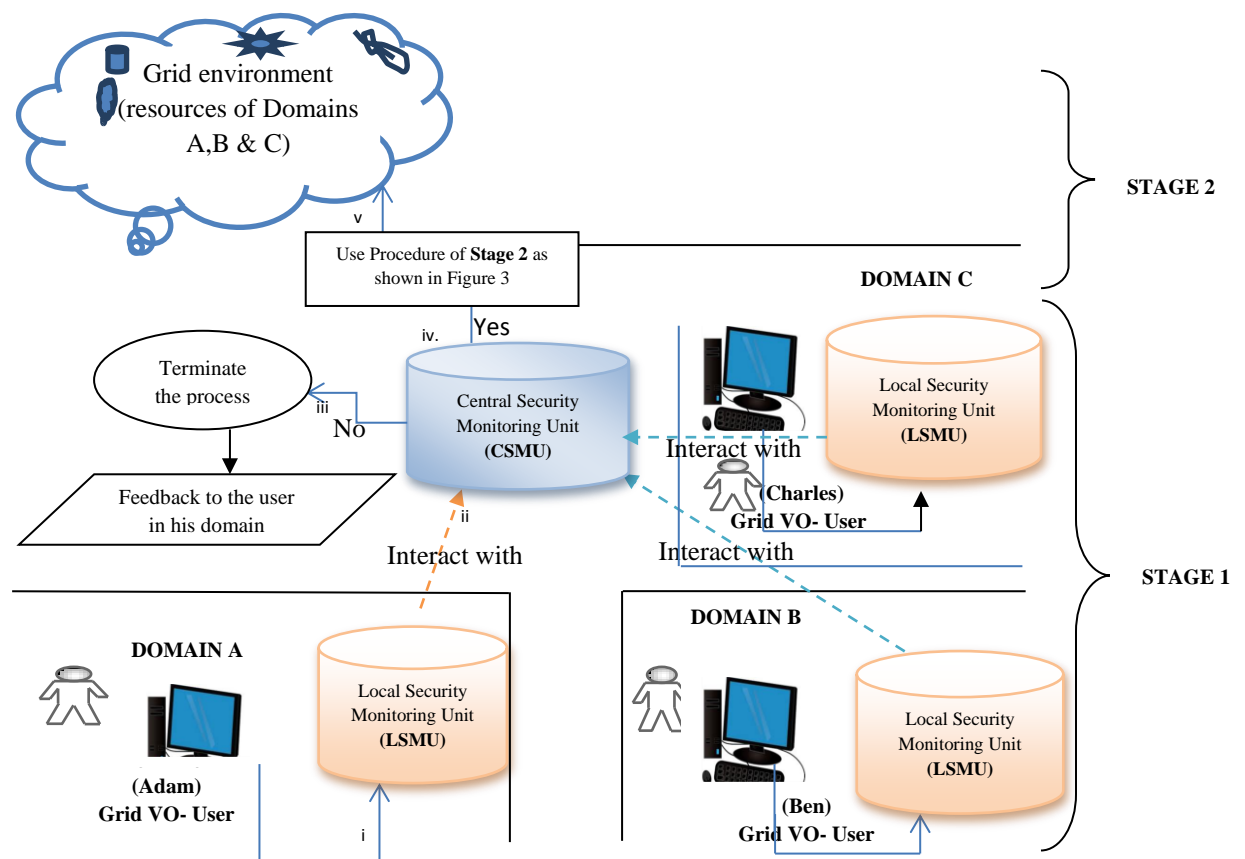 Grid environment
(resources of Domains
A,B & C)
STAGE 2
v
Use Procedure of Stage 2 as
shown in Figure 3
DOMAIN C
iv.
Yes
Terminate
the process
iii
No
Central Security
Monitoring Unit
(CSMU)
Local Security
Monitoring Unit
(LSMU)
Interact with
(Charles)
Grid VO- User
Feedback to the user
in his domain
ii
Interact with
Interact with
STAGE 1
DOMAIN A
Local Security
Monitoring Unit
(LSMU)
(Adam)
Grid VO- User
i
DOMAIN B
Local Security
Monitoring Unit
(LSMU)
(Ben)
Grid VO- User